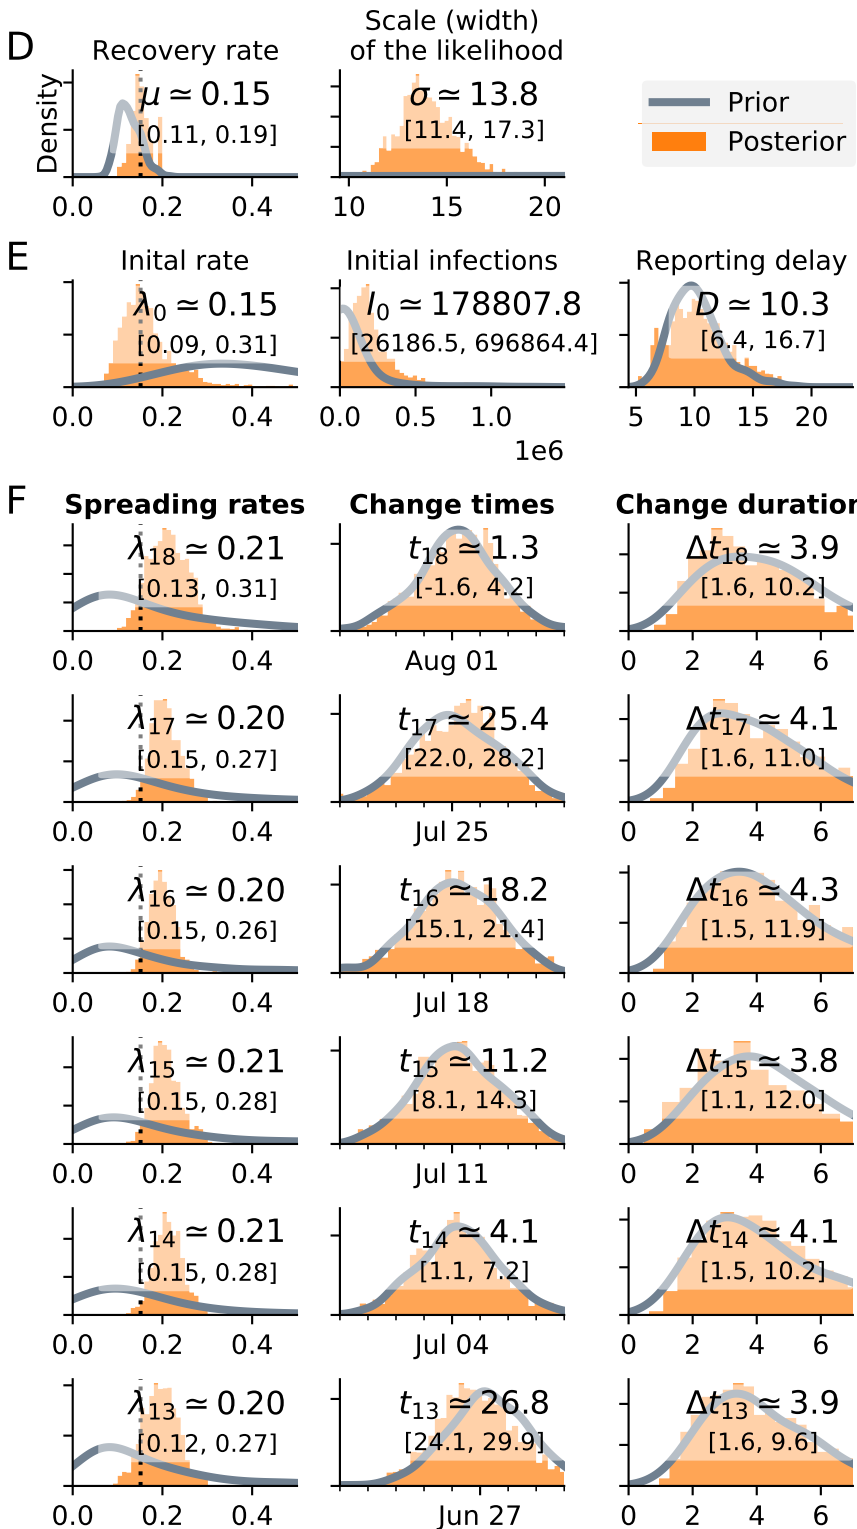 D
Recovery rate
Scale (width)
of the likelihood
Density
μ ≃ 0.15
[0.11, 0.19]
0.0 0.2 0.4
σ ≃ 13.8
[11.4, 17.3]
10 15 20
Prior
Posterior
E
Inital rate
Initial infections
Reporting delay
λ0 ≃ 0.15
[0.09, 0.31]
0.0 0.2 0.4
I0 ≃ 178807.8
[26186.5, 696864.4]
0.0 0.5 1.0
1e6
D ≃ 10.3
[6.4, 16.7]
5 10 15 20
F
Spreading rates
Change times
Change duration
λ18 ≃ 0.21
[0.13, 0.31]
0.0 0.2 0.4
t18 ≃ 1.3
[-1.6, 4.2]
Aug 01
Δt18 ≃ 3.9
[1.6, 10.2]
0 2 4 6
λ17 ≃ 0.20
[0.15, 0.27]
0.0 0.2 0.4
t17 ≃ 25.4
[22.0, 28.2]
Jul 25
Δt17 ≃ 4.1
[1.6, 11.0]
0 2 4 6
λ16 ≃ 0.20
[0.15, 0.26]
0.0 0.2 0.4
t16 ≃ 18.2
[15.1, 21.4]
Jul 18
Δt16 ≃ 4.3
[1.5, 11.9]
0 2 4 6
λ15 ≃ 0.21
[0.15, 0.28]
0.0 0.2 0.4
t15 ≃ 11.2
[8.1, 14.3]
Jul 11
Δt15 ≃ 3.8
[1.1, 12.0]
0 2 4 6
λ14 ≃ 0.21
[0.15, 0.28]
0.0 0.2 0.4
t14 ≃ 4.1
[1.1, 7.2]
Jul 04
Δt14 ≃ 4.1
[1.5, 10.2]
0 2 4 6
λ13 ≃ 0.20
[0.12, 0.27]
0.0 0.2 0.4
t13 ≃ 26.8
[24.1, 29.9]
Jun 27
Δt13 ≃ 3.9
[1.6, 9.6]
0 2 4 6